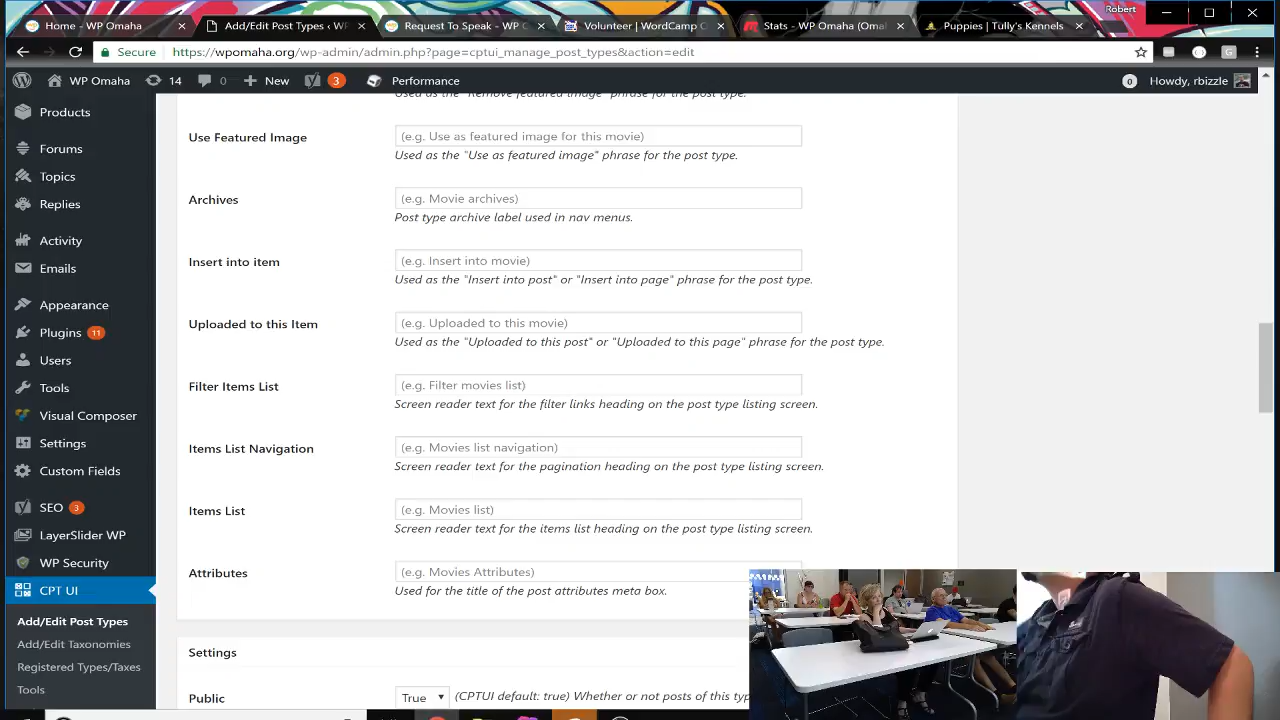 Robert
Home - WP Omaha
Add/Edit Post Types ‹ W
Request To Speak - WP C
Volunteer | WordCamp C
Stats - WP Omaha (Oma
Puppies | Tully's Kennels
Secure
https://wpomaha.org/wp-admin/admin.php?page=cptui_manage_post_types&action=edit
WP Omaha
14
0
New
3
Performance
0
Howdy, rbizzle
Products
Forums
Topics
Replies
Activity
Emails
Appearance
Plugins 11
Users
Tools
Visual Composer
Settings
Custom Fields
SEO 3
LayerSlider WP
WP Security
CPT UI
Add/Edit Post Types
Add/Edit Taxonomies
Registered Types/Taxes
Tools
Used as the "Remove featured image" phrase for the post type.
Use Featured Image
(e.g. Use as featured image for this movie)
Used as the "Use as featured image" phrase for the post type.
Archives
(e.g. Movie archives)
Post type archive label used in nav menus.
Insert into item
(e.g. Insert into movie)
Used as the "Insert into post" or "Insert into page" phrase for the post type.
Uploaded to this Item
(e.g. Uploaded to this movie)
Used as the "Uploaded to this post" or "Uploaded to this page" phrase for the post type.
Filter Items List
(e.g. Filter movies list)
Screen reader text for the filter links heading on the post type listing screen.
Items List Navigation
(e.g. Movies list navigation)
Screen reader text for the pagination heading on the post type listing screen.
Items List
(e.g. Movies list)
Screen reader text for the items list heading on the post type listing screen.
Attributes
(e.g. Movies Attributes)
Used for the title of the post attributes meta box.
Settings
Public
True
(CPTUI default: true) Whether or not posts of this typ